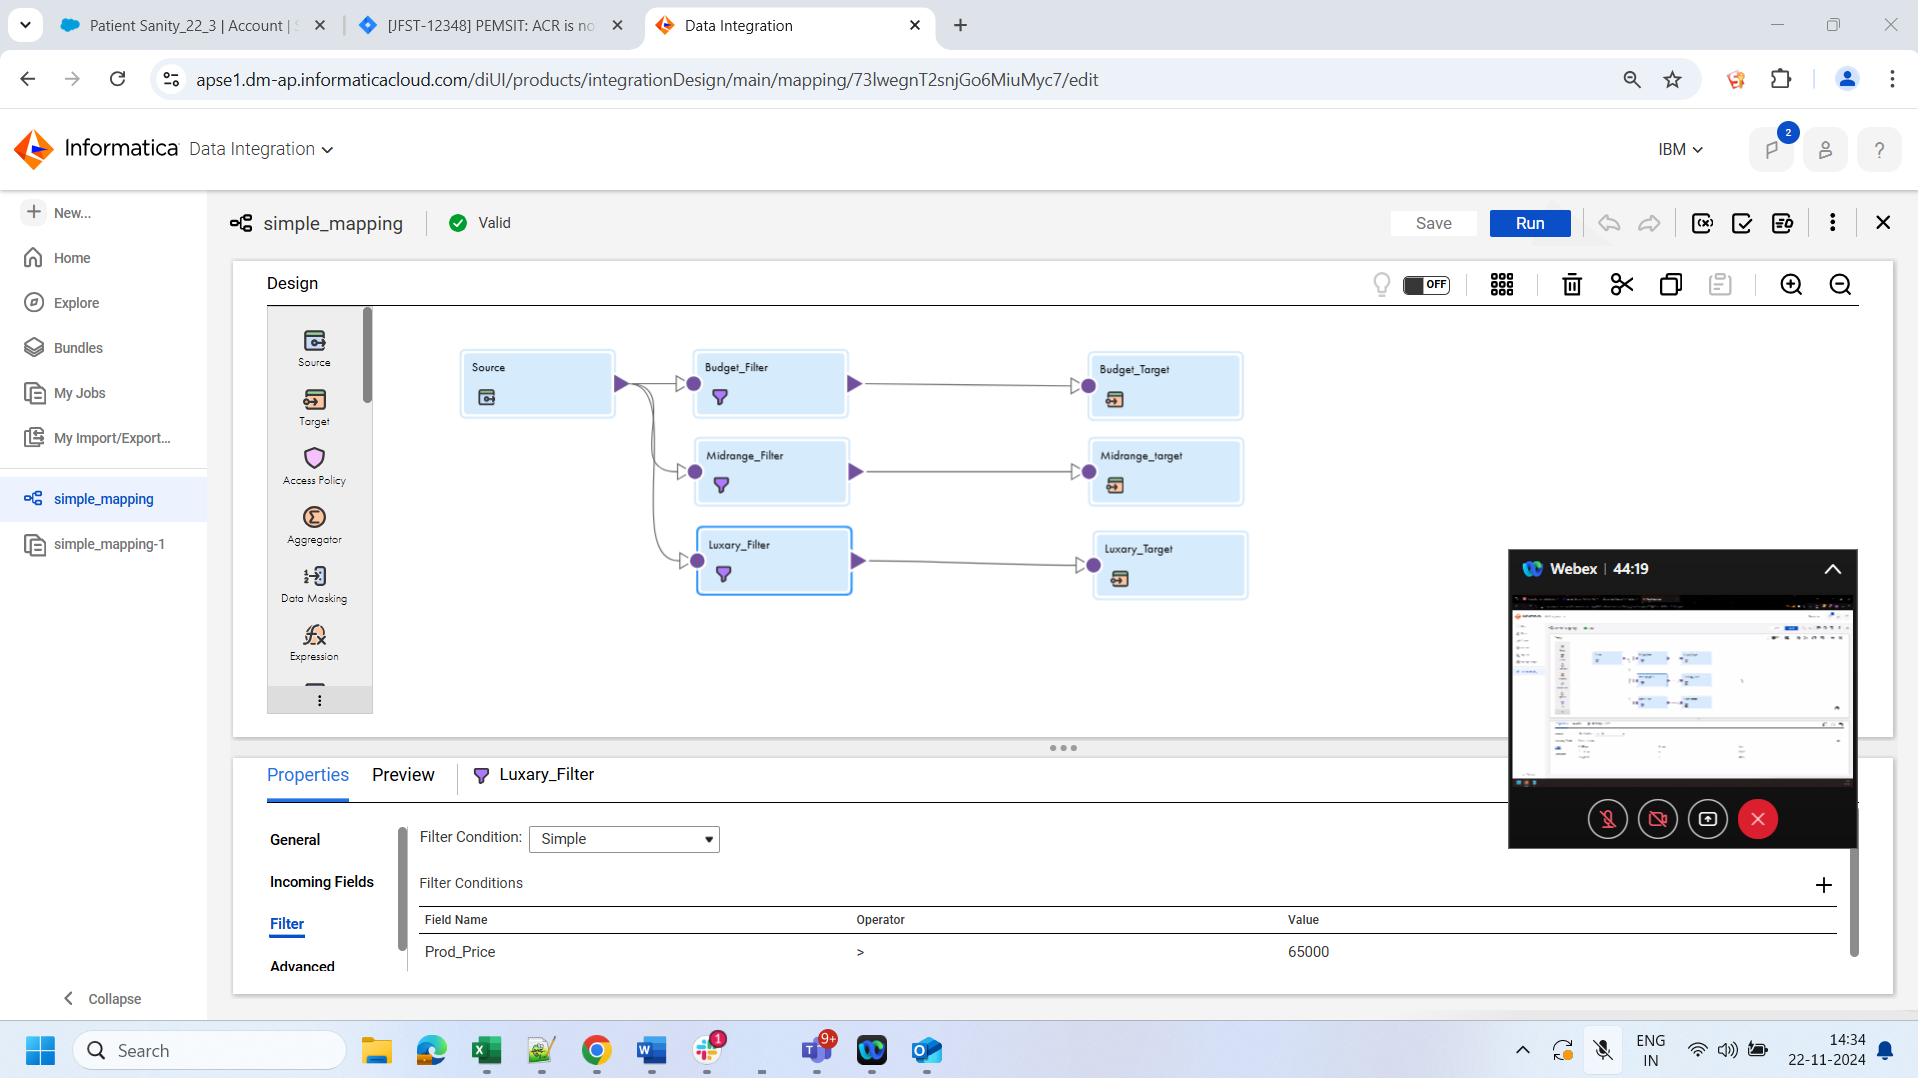 Patient Sanity_22_3 | Account |
[JFST-12348] PEMSIT: ACR is no
Data Integration
apse1.dm-ap.informaticacloud.com/diUI/products/integrationDesign/main/mapping/73lwegnT2snjGo6MiuMyc7/edit
Informatica Data Integration
IBM
2
?
New...
Home
Explore
Bundles
My Jobs
My Import/Export...
simple_mapping
simple_mapping-1
Collapse
simple_mapping
Valid
Save
Run
Design
OFF
Source
Target
Access Policy
Aggregator
Data Masking
Expression
Source
Budget_Filter
Budget_Target
Midrange_Filter
Midrange_target
Luxary_Filter
Luxary_Target
Webex | 44:19
Properties
Preview
Luxary_Filter
General
Incoming Fields
Filter
Advanced
Filter Condition: Simple
Filter Conditions
Field Name Operator Value
Prod_Price > 65000
Search
1
9+
ENG
IN
14:34
22-11-2024